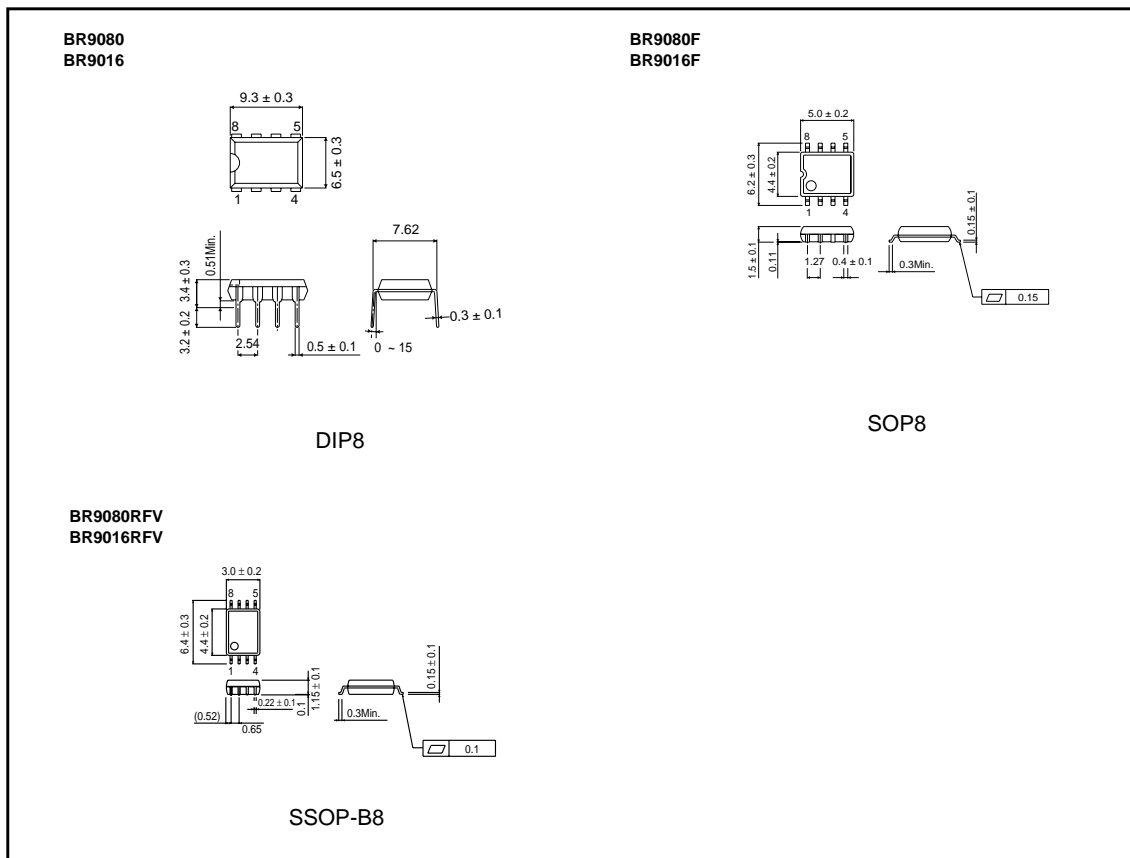 BR9080
BR9016
9.3 ± 0.3
8 5
6.5 ± 0.3
1 4
0.51Min.
3.4 ± 0.3
3.2 ± 0.2
2.54
0.5 ± 0.1
7.62
0.3 ± 0.1
0 ~ 15
DIP8
BR9080F
BR9016F
5.0 ± 0.2
8 5
6.2 ± 0.3
4.4 ± 0.2
1 4
1.5 ± 0.1
0.11
1.27
0.4 ± 0.1
0.15 ± 0.1
0.3Min.
0.15
SOP8
BR9080RFV
BR9016RFV
3.0 ± 0.2
8 5
6.4 ± 0.3
4.4 ± 0.2
1 4
(0.52)
0.65
0.22 ± 0.1
0.1
1.15 ± 0.1
0.15 ± 0.1
0.3Min.
0.1
SSOP-B8